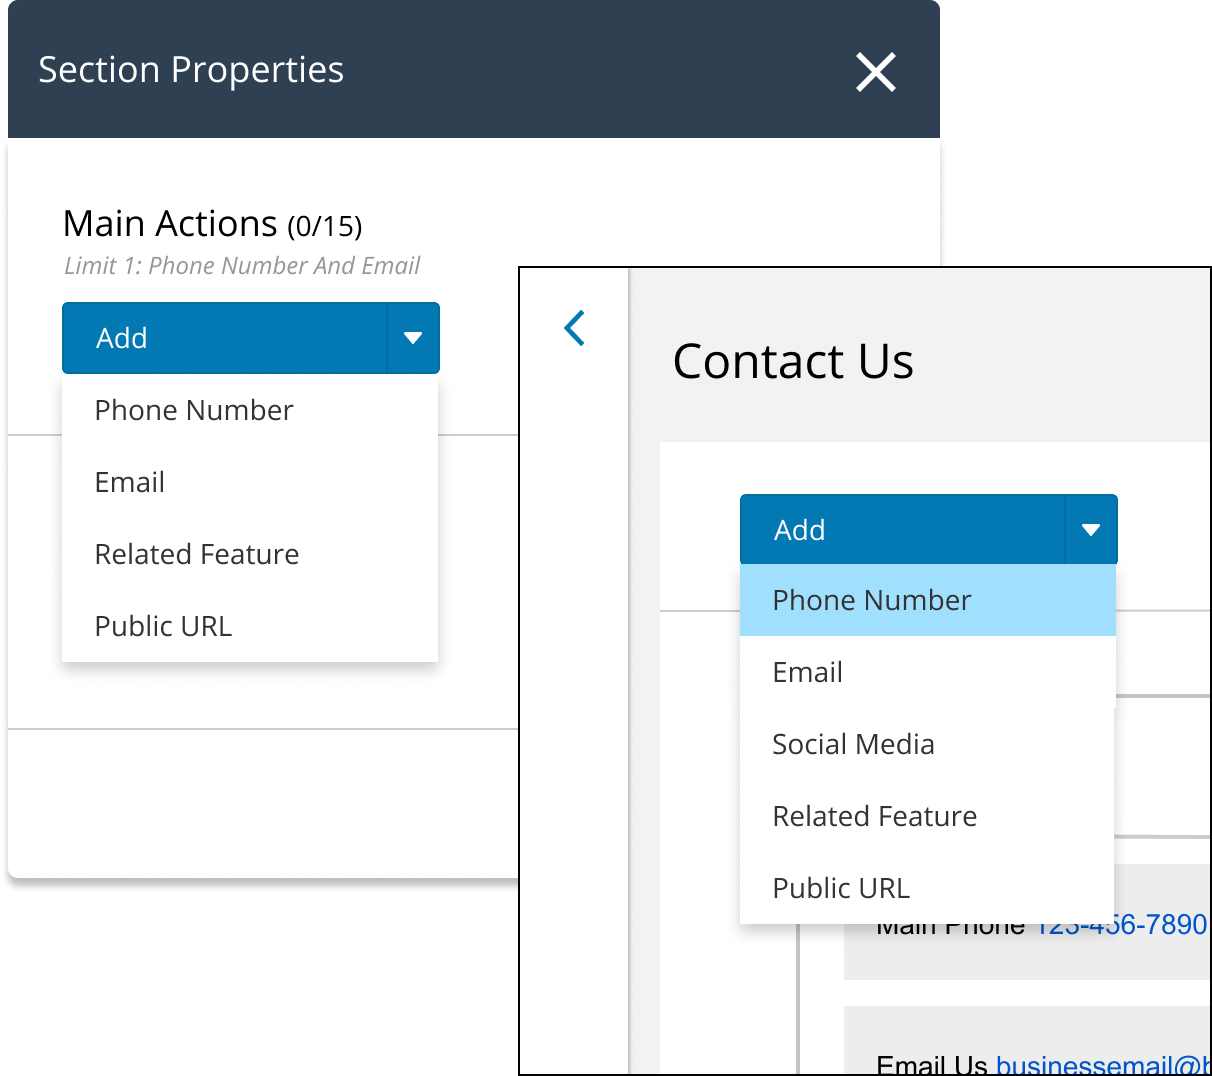 Section Properties
Main Actions (0/15)
Limit 1: Phone Number And Email
Add
Phone Number
Email
Related Feature
Public URL
Contact Us
Add
Phone Number
Email
Social Media
Related Feature
Public URL
Main Phone 123-456-7890
Email Us businessemail@b